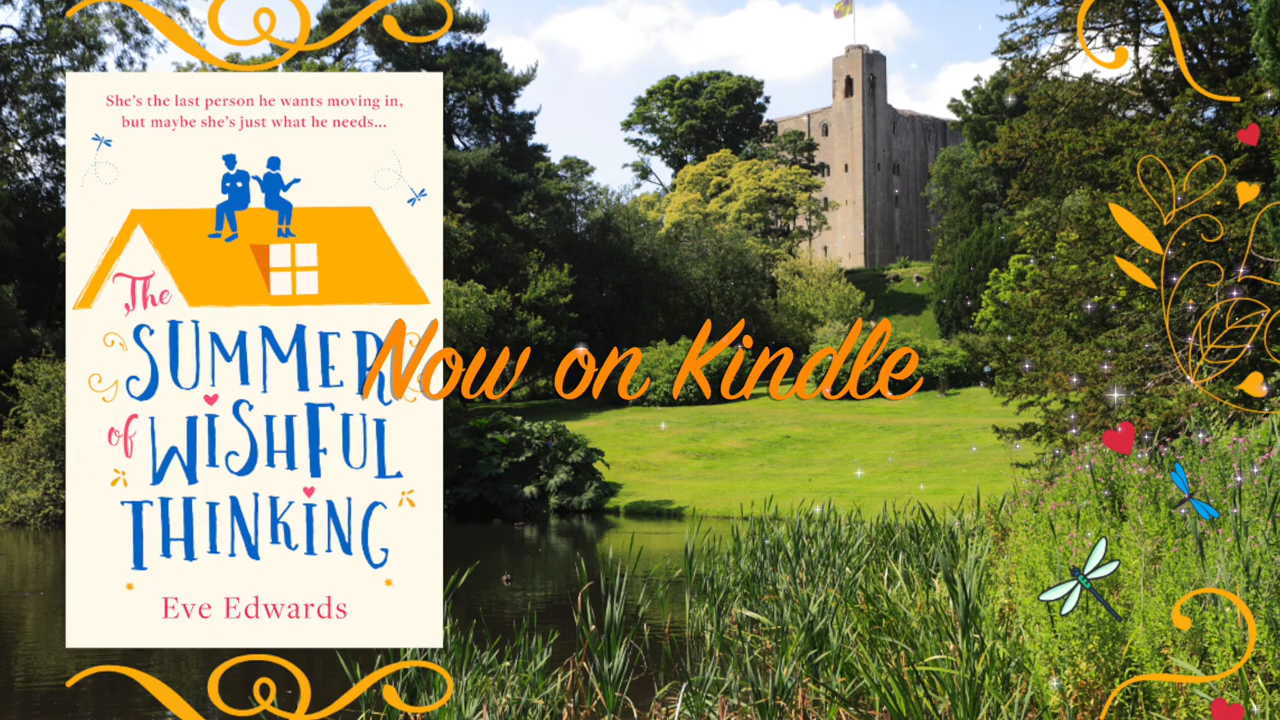 She's the last person he wants moving in,
but maybe she's just what he needs...
The
SUMMER
of WISHFUL
THINKING
Eve Edwards
Now on Kindle